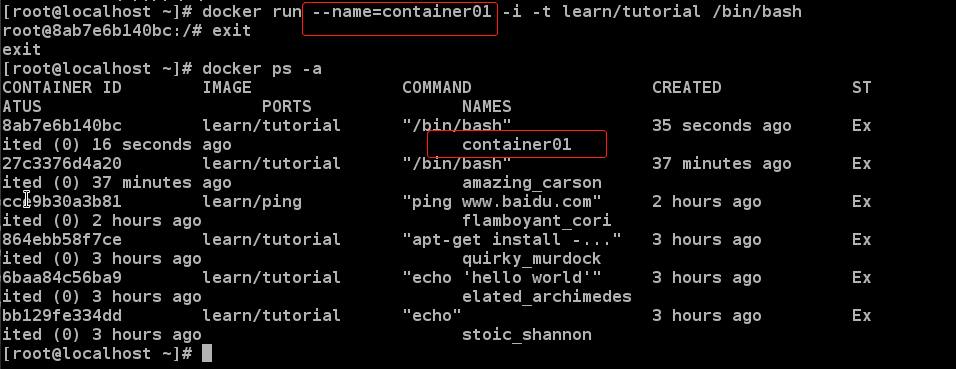 [root@localhost ~]# docker run --name=container01 -i -t learn/tutorial /bin/bash
root@8ab7e6b140bc:/# exit
exit
[root@localhost ~]# docker ps -a
CONTAINER ID        IMAGE               COMMAND                  CREATED             ST
ATUS                      PORTS               NAMES
8ab7e6b140bc        learn/tutorial      "/bin/bash"              35 seconds ago      Ex
ited (0) 16 seconds ago                       container01
27c3376d4a20        learn/tutorial      "/bin/bash"              37 minutes ago      Ex
ited (0) 37 minutes ago                       amazing_carson
cce9b30a3b81        learn/ping          "ping www.baidu.com"     2 hours ago         Ex
ited (0) 2 hours ago                          flamboyant_cori
864ebb58f7ce        learn/tutorial      "apt-get install -..."   3 hours ago         Ex
ited (0) 3 hours ago                          quirky_murdock
6baa84c56ba9        learn/tutorial      "echo 'hello world'"     3 hours ago         Ex
ited (0) 3 hours ago                          elated_archimedes
bb129fe334dd        learn/tutorial      "echo"                   3 hours ago         Ex
ited (0) 3 hours ago                          stoic_shannon
[root@localhost ~]#